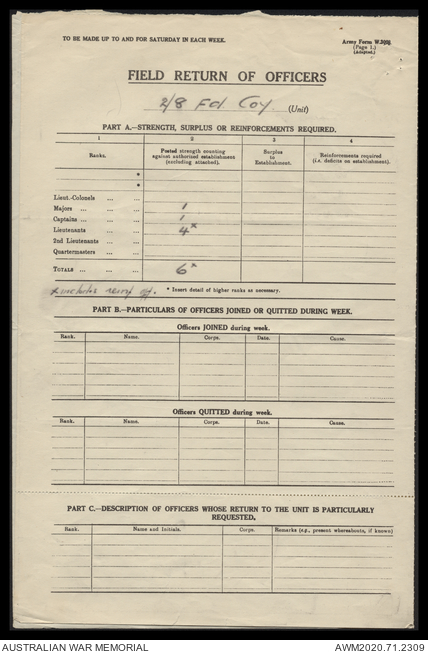 TO BE MADE UP TO AND FOR SATURDAY IN EACH WEEK.
Army Form W.3008.
(Page 1.)
(Adapted.)
FIELD RETURN OF OFFICERS
2/8 Fd Coy (Unit)
PART A.—STRENGTH, SURPLUS OR REINFORCEMENTS REQUIRED.
1 2 3 4
Ranks. Posted strength counting against authorized establishment (excluding attached). Surplus to Establishment. Reinforcements required (i.e. deficits on establishment).
*
*
Lieut.-Colonels ... ...
Majors ... ... ... 1
Captains ... ... ... 1
Lieutenants ... ... 4x
2nd Lieutenants ... ...
Quartermasters ... ...
TOTALS ... ... ... 6x
x includes reinf off. * Insert detail of higher ranks as necessary.
PART B.—PARTICULARS OF OFFICERS JOINED OR QUITTED DURING WEEK.
Officers JOINED during week.
Rank. Name. Corps. Date. Cause.
Officers QUITTED during week.
Rank. Name. Corps. Date. Cause.
PART C.—DESCRIPTION OF OFFICERS WHOSE RETURN TO THE UNIT IS PARTICULARLY
REQUESTED.
Rank. Name and Initials. Corps. Remarks (e.g., present whereabouts, if known)
AUSTRALIAN WAR MEMORIAL AWM2020.71.2309